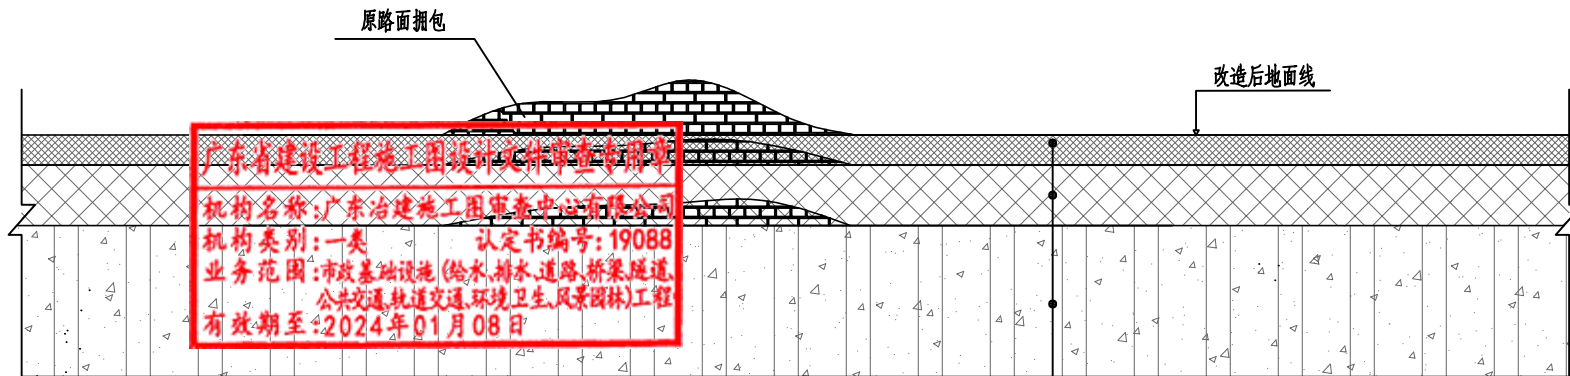 原路面拥包
改造后地面线
广东省建设工程施工图设计文件审查专用章
机构名称:广东冶建施工图审查中心有限公司
机构类别:一类 认定书编号:19088
业务范围:市政基础设施(给水、排水、道路、桥梁、隧道、
公共交通、轨道交通、环境卫生、风景园林)工程
有效期至:2024年01月08日